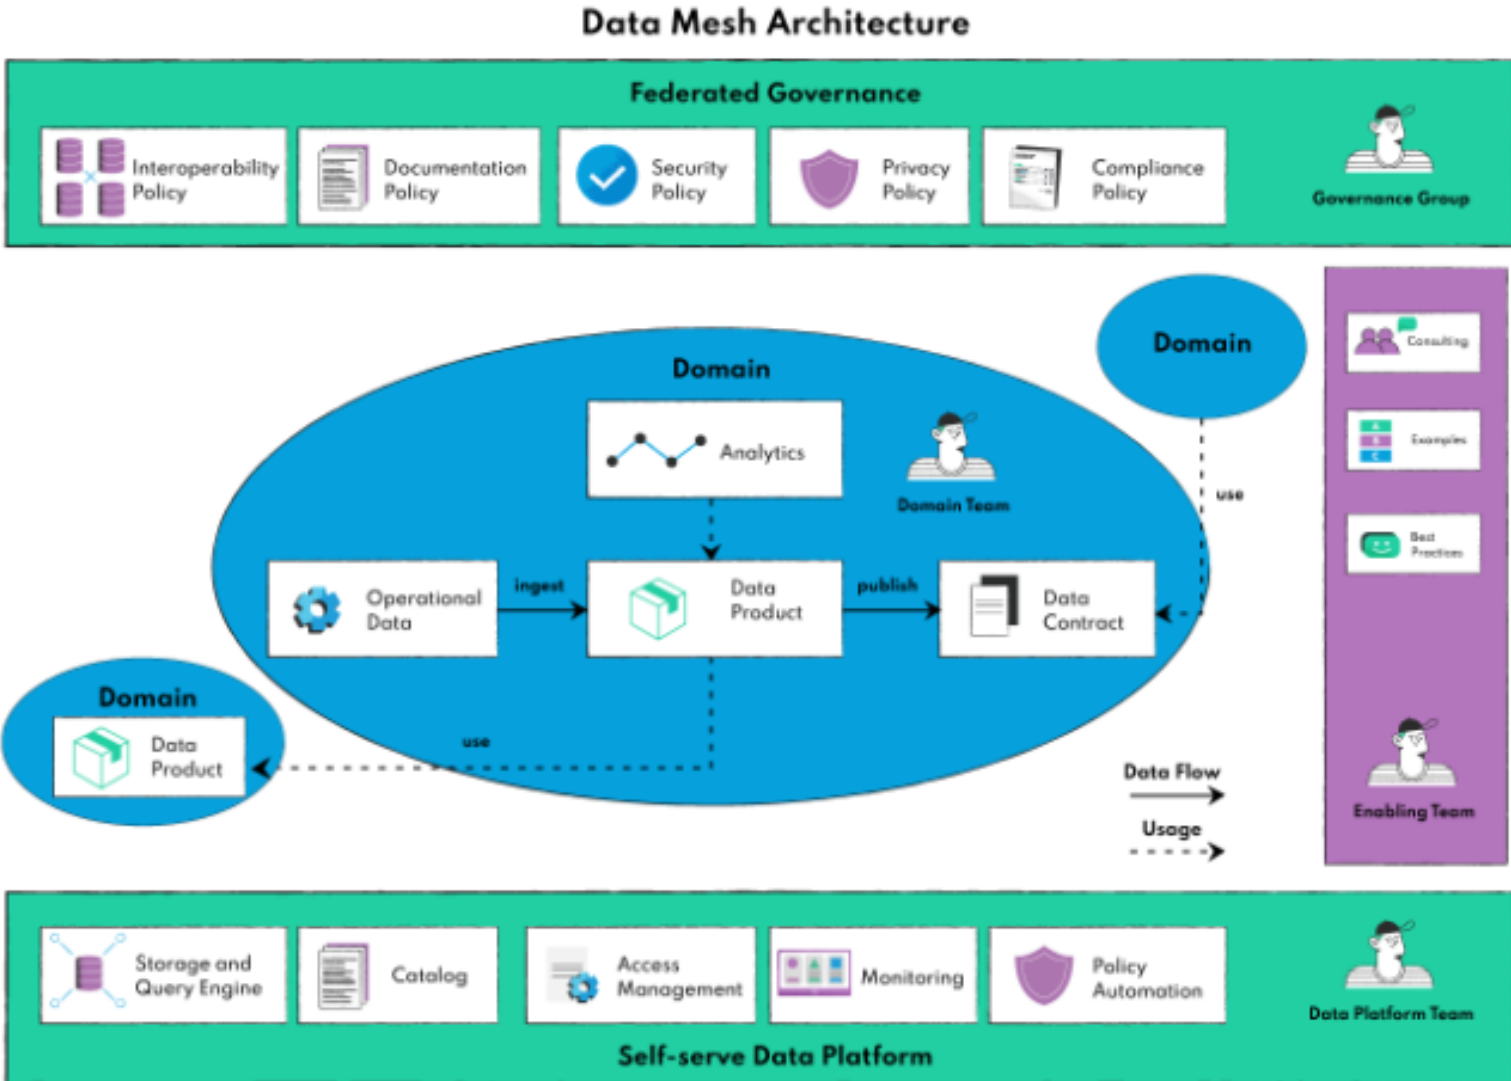 Data Mesh Architecture
Federated Governance
Interoperability
Policy
Documentation
Policy
Security
Policy
Privacy
Policy
Compliance
Policy
Governance Group
Domain
Analytics
Domain Team
Operational
Data
ingest
Data
Product
publish
Data
Contract
use
Domain
Data
Product
Domain
use
Consulting
A
B
C
Examples
Best
Practices
Enabling Team
Data Flow
Usage
Storage and
Query Engine
Catalog
Access
Management
Monitoring
Policy
Automation
Data Platform Team
Self-serve Data Platform